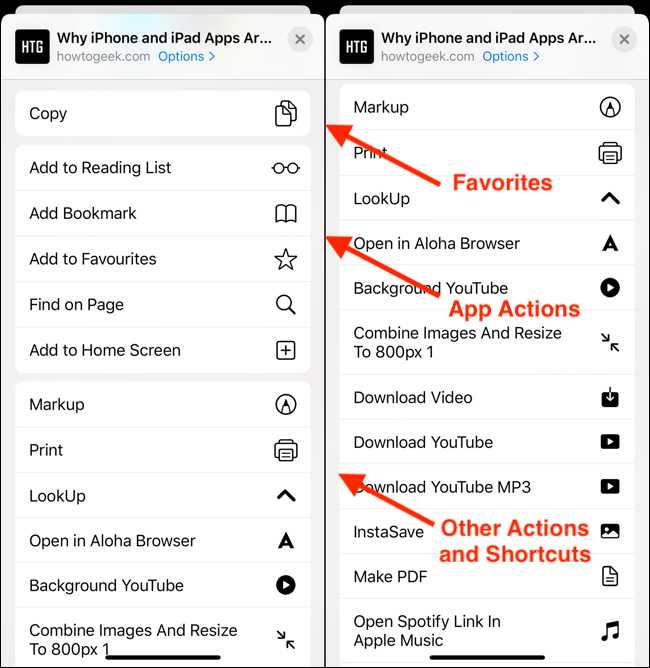 HTG
Why iPhone and iPad Apps Ar...
howtogeek.com Options >
Copy
Add to Reading List
Add Bookmark
Add to Favourites
Find on Page
Add to Home Screen
Markup
Print
LookUp
Open in Aloha Browser
Background YouTube
Combine Images And Resize
To 800px 1
HTG
Why iPhone and iPad Apps Ar...
howtogeek.com Options >
Markup
Print
Favorites
LookUp
Open in Aloha Browser
Background YouTube
App Actions
Combine Images And Resize
To 800px 1
Download Video
Download YouTube
Download YouTube MP3
InstaSave
Other Actions
and Shortcuts
Make PDF
Open Spotify Link In
Apple Music